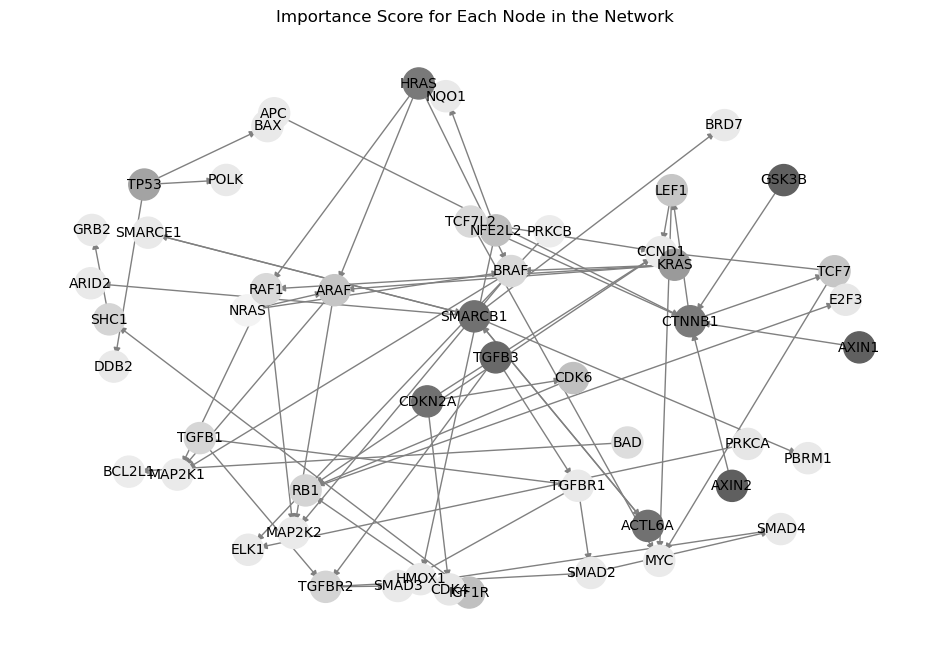 Importance Score for Each Node in the Network
HRAS
NQO1
APC
BAX
BRD7
TP53
POLK
GSK3B
LEF1
GRB2
SMARCE1
TCF7L2
NFE2L2
PRKCB
CCND1
KRAS
BRAF
TCF7
ARID2
RAF1
ARAF
E2F3
NRAS
SHC1
SMARCB1
CTNNB1
AXIN1
DDB2
TGFB3
CDK6
CDKN2A
TGFB1
BAD
PRKCA
PBRM1
BCL2L
MAP2K1
RB1
TGFBR1
AXIN2
ACTL6A
SMAD4
MAP2K2
ELK1
MYC
SMAD2
TGFBR2
SMAD3
HMOX1
CDK4
IGF1R